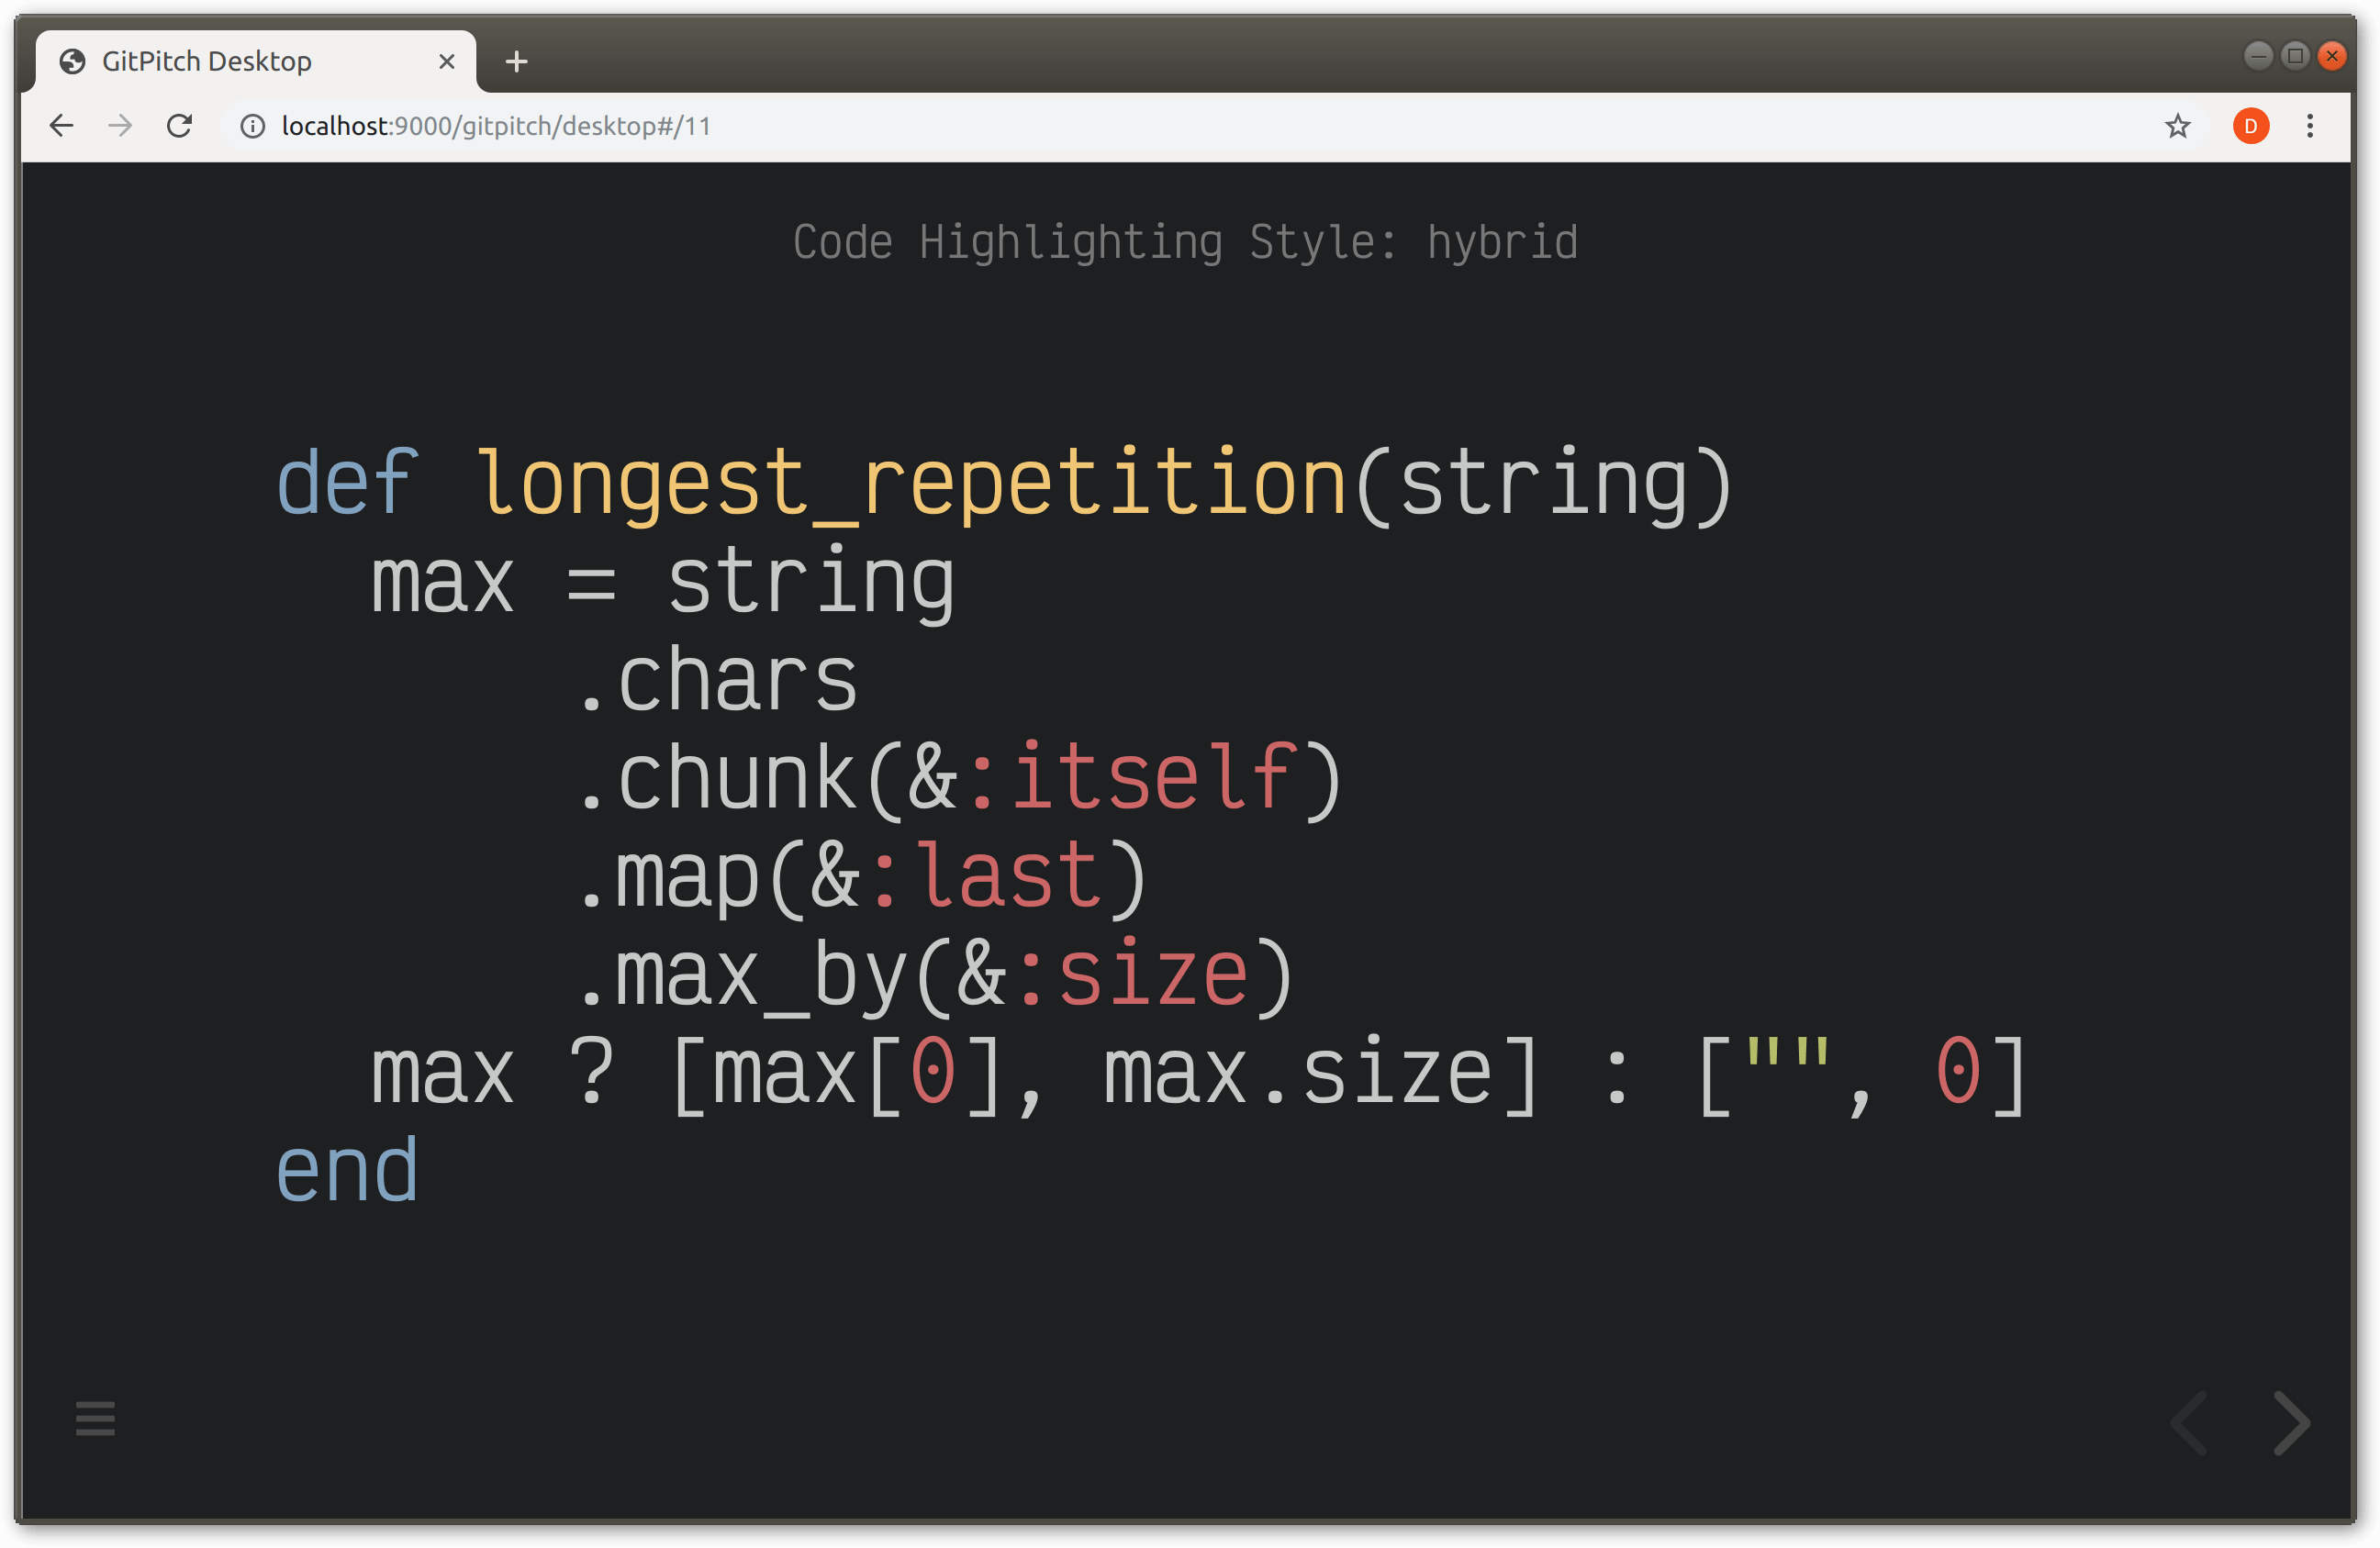 GitPitch Desktop
localhost:9000/gitpitch/desktop#/11
D
Code Highlighting Style: hybrid
def longest_repetition(string)
  max = string
      .chars
      .chunk(&:itself)
      .map(&:last)
      .max_by(&:size)
  max ? [max[0], max.size] : ["", 0]
end